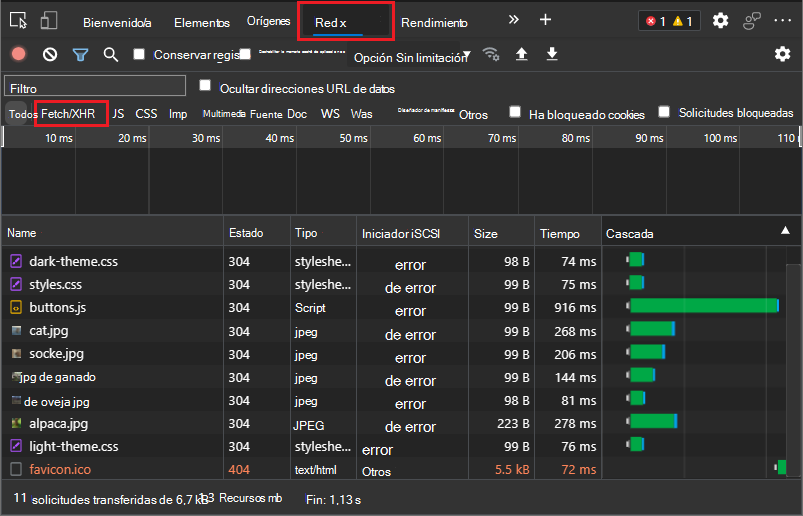 Bienvenido/a Elementos Orígenes Red x Rendimiento » + 1 1
Conservar regis Opción Sin limitación
Filtro Ocultar direcciones URL de datos
Todos Fetch/XHR JS CSS Imp Multimedia Fuente Doc WS Was Diseñador de manifiesta Otros Ha bloqueado cookies Solicitudes bloqueadas
10 ms 20 ms 30 ms 40 ms 50 ms 60 ms 70 ms 80 ms 90 ms 100 ms 110
Name Estado Tipo Iniciador iSCSI Size Tiempo Cascada
dark-theme.css 304 styleshe... error 98 B 74 ms
styles.css 304 styleshe... de error 99 B 75 ms
buttons.js 304 Script error 99 B 916 ms
cat.jpg 304 jpeg de error 99 B 268 ms
socke.jpg 304 jpeg error 99 B 206 ms
jpg de ganado 304 jpeg de error 99 B 144 ms
de oveja jpg 304 jpeg error 98 B 81 ms
alpaca.jpg 304 JPEG de error 223 B 278 ms
light-theme.css 304 styleshe... error 99 B 76 ms
favicon.ico 404 text/html Otros 5.5 kB 72 ms
11 solicitudes transferidas de 6,7 kB 1,3 Recursos mb Fin: 1,13 s